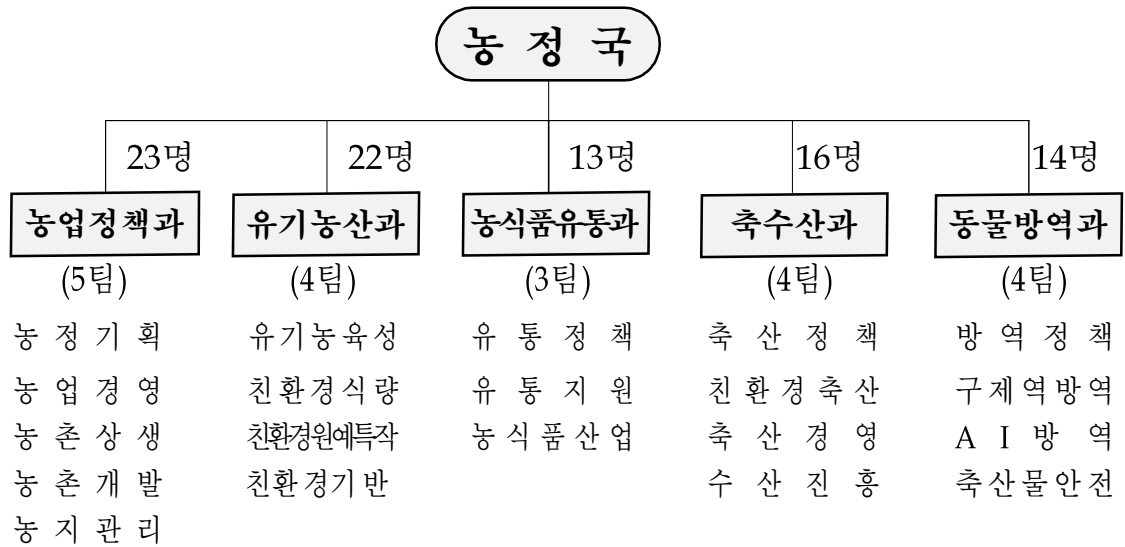 농 정 국
23명 22명 13명 16명 14명
농업정책과 유기농산과 농식품유통과 축수산과 동물방역과
(5팀) (4팀) (3팀) (4팀) (4팀)
농 정 기 획 유기농육성 유 통 정 책 축 산 정 책 방 역 정 책
농 업 경 영 친환경식량 유 통 지 원 친 환 경 축 산 구제역방역
농 촌 상 생 친환경원예특작 농 식 품 산 업 축 산 경 영 A I 방 역
농 촌 개 발 친환경기반 수 산 진 흥 축산물안전
농 지 관 리